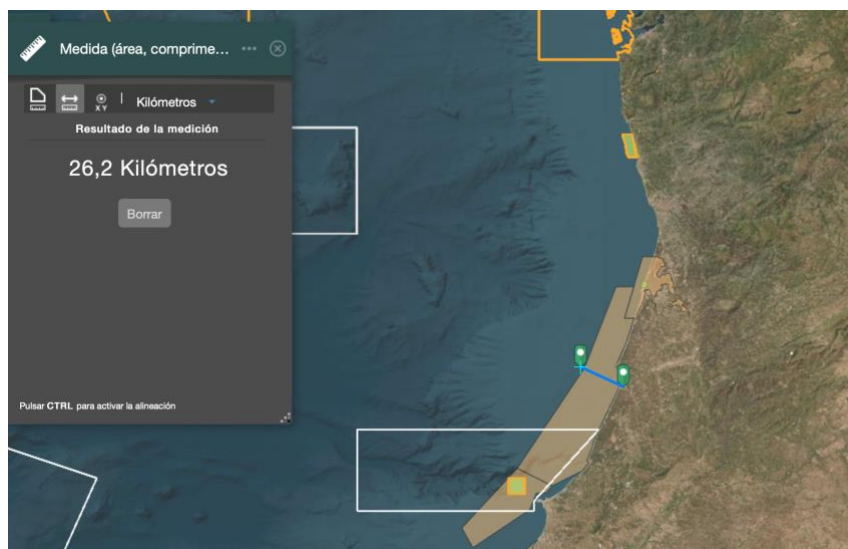 Medida (área, comprime...
X Y
Kilómetros
Resultado de la medición
26,2 Kilómetros
Borrar
Pulsar CTRL para activar la alineación